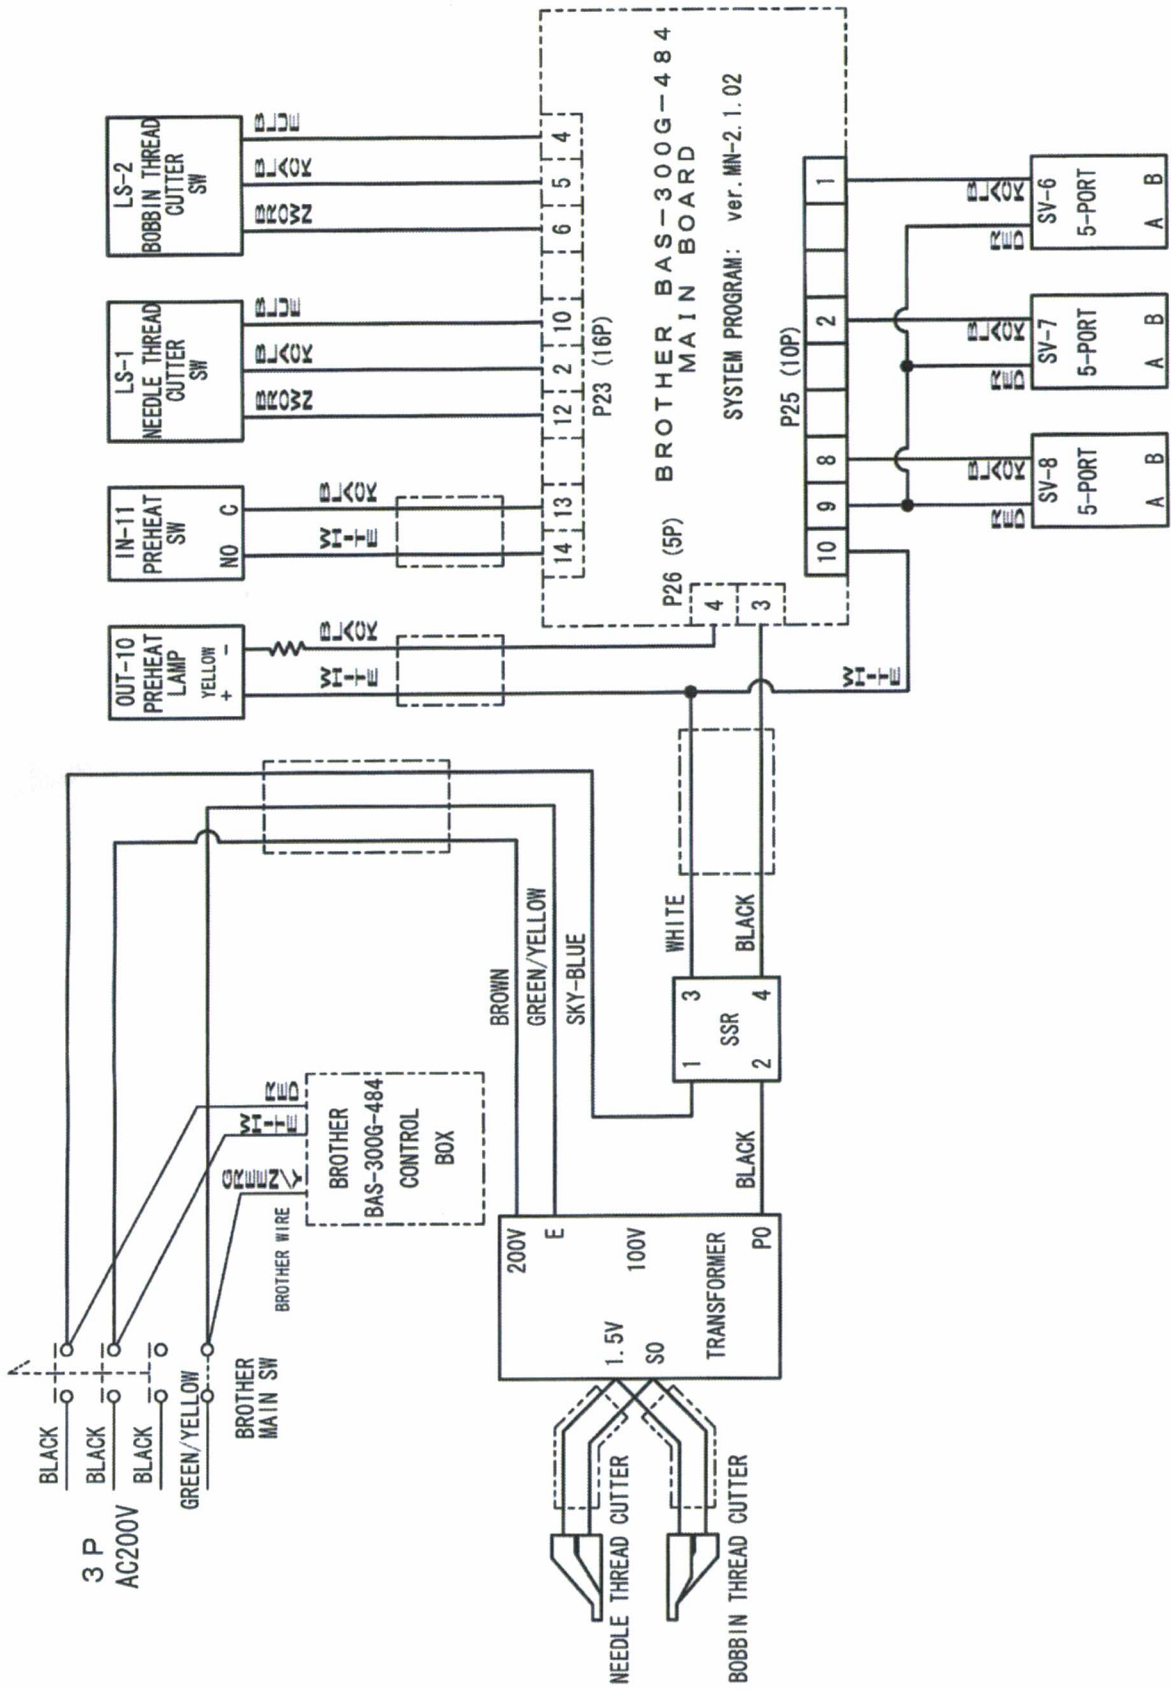 3P
AC200V
BLACK
BLACK
BLACK
GREEN/YELLOW
BROTHER
MAIN SW
BROTHER WIRE
GREEN/Y
WHITE
RED
BROTHER
BAS-300G-484
CONTROL
BOX
BROWN
GREEN/YELLOW
SKY-BLUE
OUT-10
PREHEAT
LAMP
YELLOW
+ -
WHITE
BLACK
IN-11
PREHEAT
SW
NO C
WHITE
BLACK
LS-1
NEEDLE THREAD
CUTTER
SW
BROWN
BLACK
BLUE
LS-2
BOBBIN THREAD
CUTTER
SW
BROWN
BLACK
BLUE
14 13 12 2 10 6 5 4
P23 (16P)
BROTHER BAS-300G-484
MAIN BOARD
SYSTEM PROGRAM: ver.MN-2.1.02
P26 (5P)
4
3
P25 (10P)
10 9 8 2 1
WHITE
RED
BLACK
SV-8
5-PORT
A B
RED
BLACK
SV-7
5-PORT
A B
RED
BLACK
SV-6
5-PORT
A B
WHITE
BLACK
1 3
SSR
2 4
BLACK
200V
E
100V
1.5V
S0
TRANSFORMER
P0
NEEDLE THREAD CUTTER
BOBBIN THREAD CUTTER